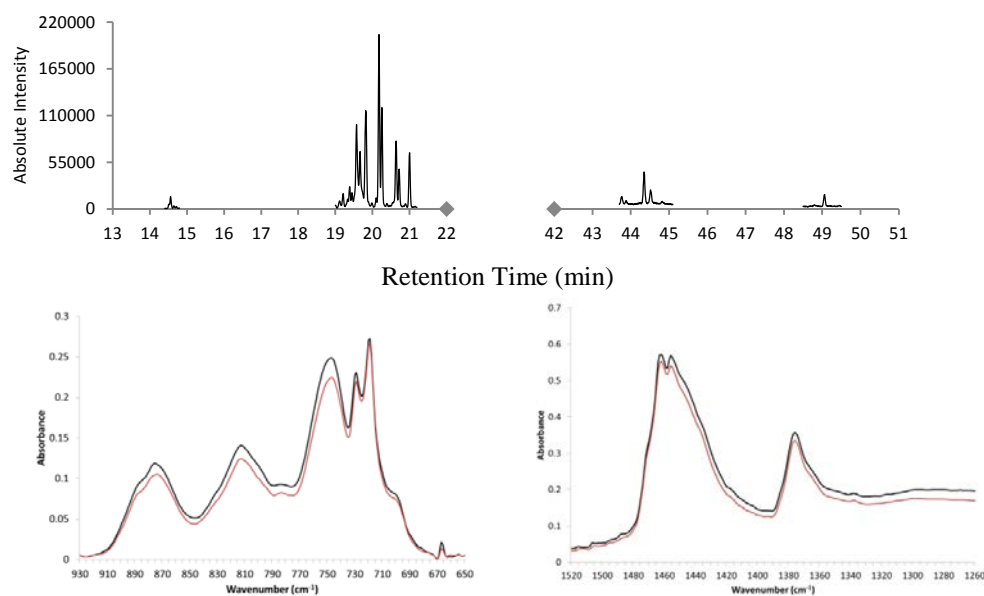 220000
165000
110000
55000
0
Absolute Intensity
13 14 15 16 17 18 19 20 21 22
42 43 44 45 46 47 48 49 50 51
Retention Time (min)
0.3
0.25
0.2
0.15
0.1
0.05
0
Absorbance
930 890 850 810 770 730 690 650
910 870 830 790 750 710 670
Wavenumber (cm⁻¹)
0.7
0.6
0.5
0.4
0.3
0.2
0.1
0
Absorbance
1520 1500 1480 1460 1440 1420 1400 1380 1360 1340 1320 1300 1280 1260
Wavenumber (cm⁻¹)